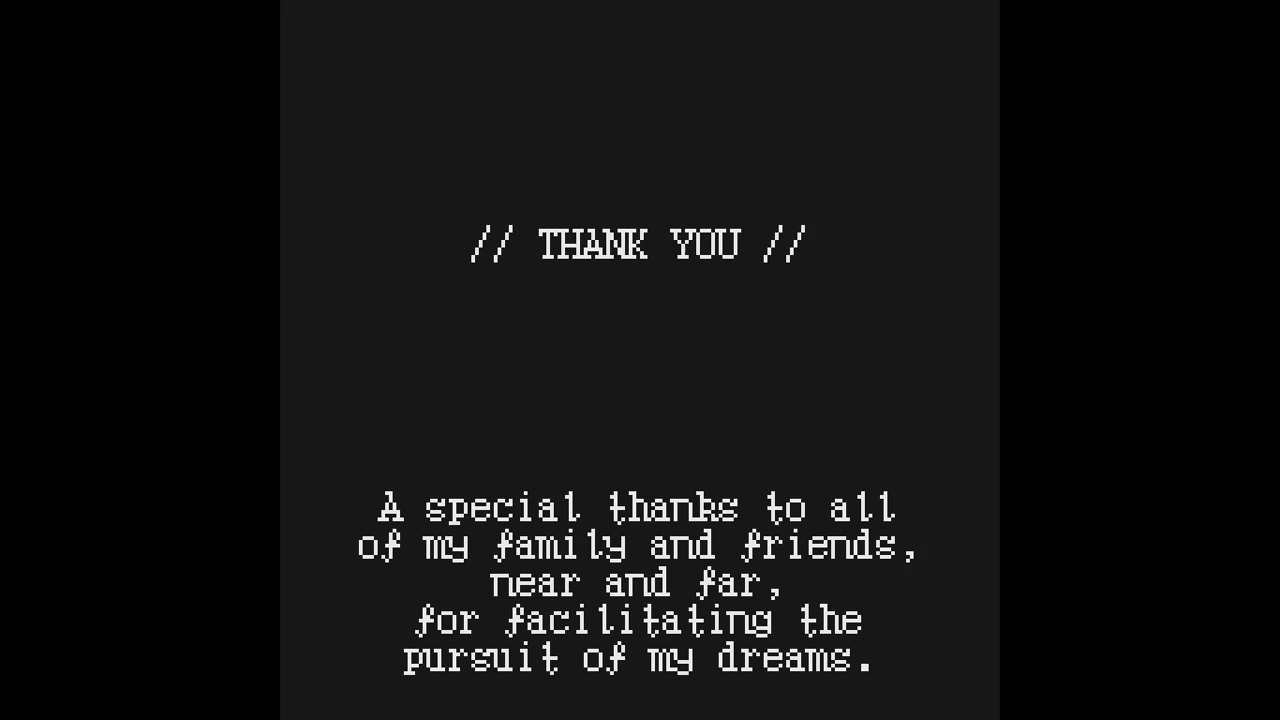 // THANK YOU //
A special thanks to all
of my family and friends,
near and far,
for facilitating the
pursuit of my dreams.